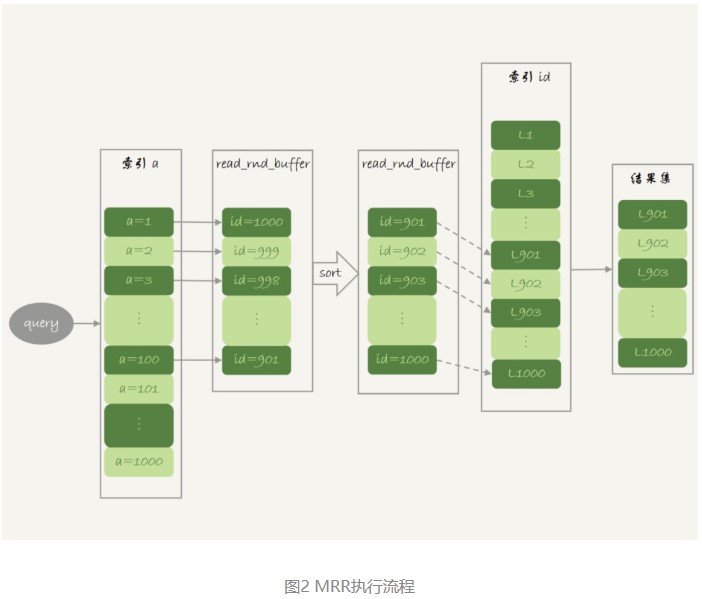 query
索引 a
a=1
a=2
a=3
⋮
a=100
a=101
⋮
a=1000
read_rnd_buffer
id=1000
id=999
id=998
⋮
id=901
sort
read_rnd_buffer
id=901
id=902
id=903
⋮
id=1000
索引 id
L1
L2
L3
⋮
L901
L902
L903
⋮
L1000
结果集
L901
L902
L903
⋮
L1000
图2 MRR执行流程